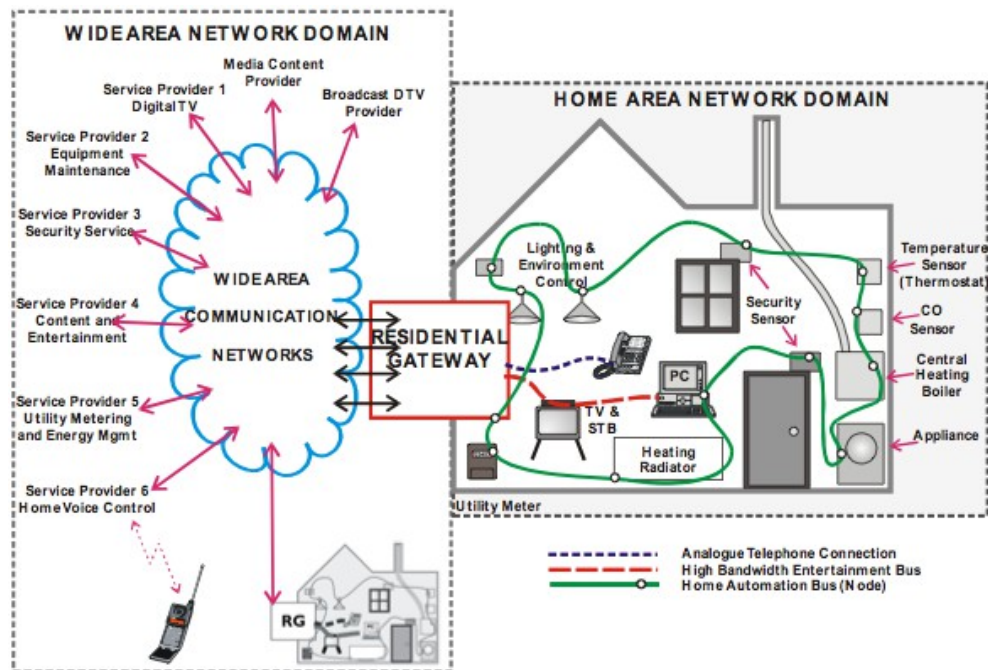 WIDE AREA NETWORK DOMAIN
Media Content
Provider
Service Provider 1
Digital TV
Broadcast DTV
Provider
Service Provider 2
Equipment
Maintenance
Service Provider 3
Security Service
Service Provider 4
Content and
Entertainment
Service Provider 5
Utility Metering
and Energy Mgmt
Service Provider 6
Home Voice Control
WIDE AREA
COMMUNICATION
NETWORKS
RESIDENTIAL
GATEWAY
RG
HOME AREA NETWORK DOMAIN
Lighting &
Environment
Control
Security
Sensor
Temperature
Sensor
(Thermostat)
CO
Sensor
Central
Heating
Boiler
Appliance
PC
TV &
STB
Heating
Radiator
Utility Meter
Analogue Telephone Connection
High Bandwidth Entertainment Bus
Home Automation Bus (Node)